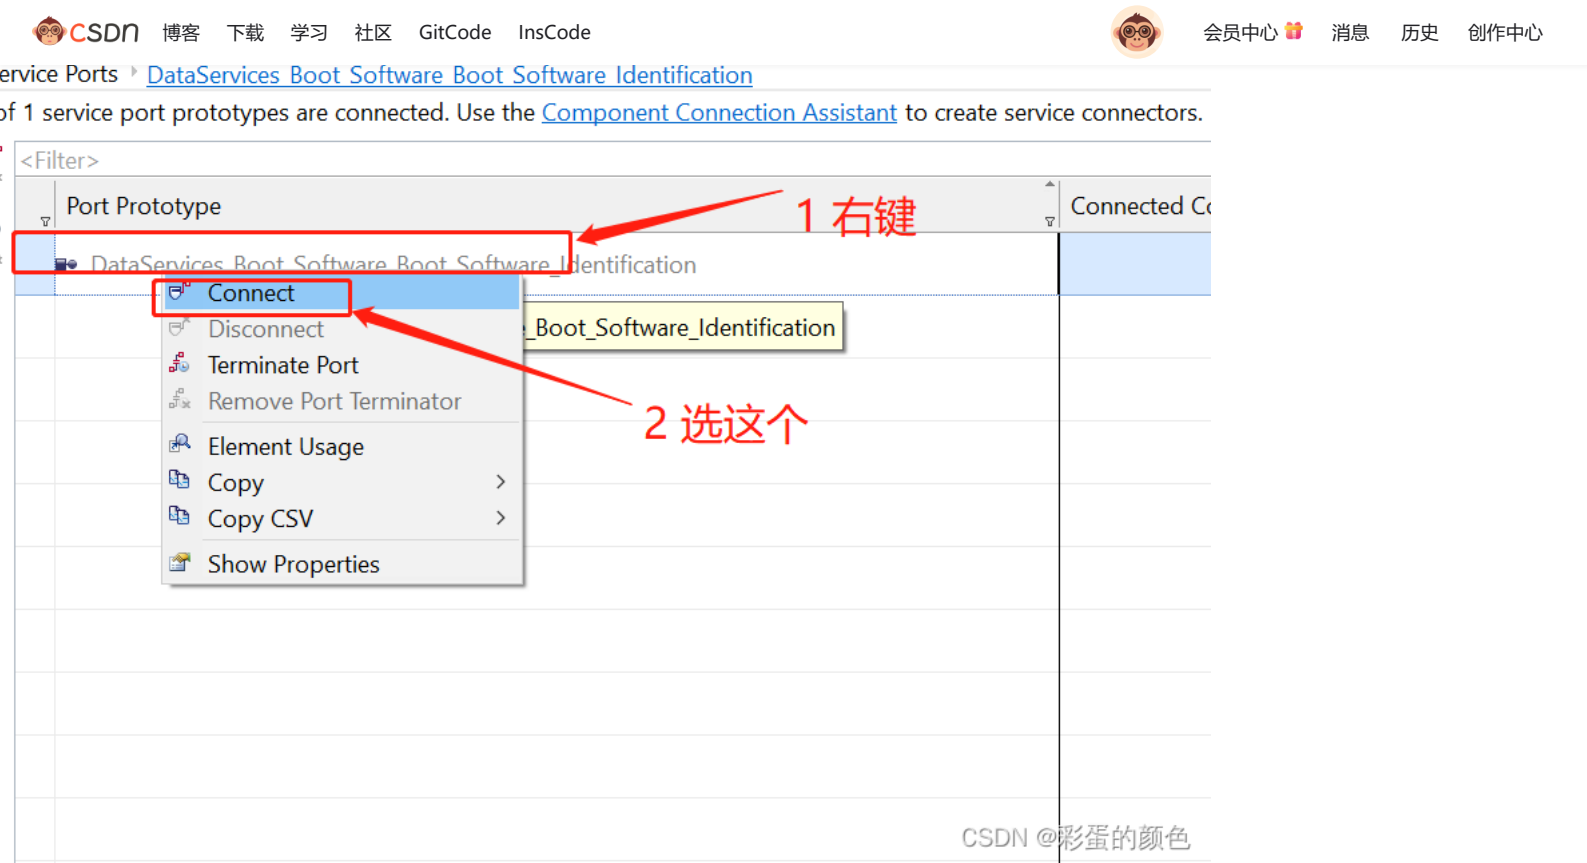 CSDN 博客 下载 学习 社区 GitCode InsCode 会员中心 消息 历史 创作中心
ervice Ports DataServices_Boot_Software_Boot_Software_Identification
of 1 service port prototypes are connected. Use the Component Connection Assistant to create service connectors.
<Filter>
Port Prototype Connected Co
1 右键
DataServices_Boot_Software_Boot_Software_Identification
Connect
_Boot_Software_Identification
Disconnect
Terminate Port
Remove Port Terminator
2 选这个
Element Usage
Copy
Copy CSV
Show Properties
CSDN @彩蛋的颜色